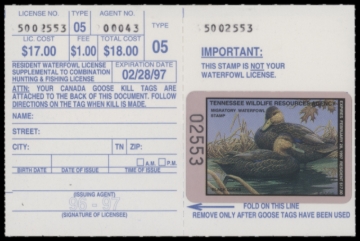 LICENSE NO. TYPE AGENT NO. TYPE
5002553 05 00043 05
LIC. COST FEE TOTAL COST
$17.00 $1.00 $18.00
RESIDENT WATERFOWL LICENSE
SUPPLEMENTAL TO COMBINATION
HUNTING & FISHING LICENSE
EXPIRATION DATE
02/28/97
ATTN: YOUR CANADA GOOSE KILL TAGS ARE
ATTACHED TO THE BACK OF THIS DOCUMENT. FOLLOW
DIRECTIONS ON THE TAG WHEN KILL IS MADE.
NAME:
STREET:
CITY: TN ZIP:
A.M. P.M.
BIRTH DATE DATE OF ISSUE TIME OF ISSUE
(ISSUING AGENT)
96-97
(SIGNATURE OF LICENSEE)
5002553
IMPORTANT:
THIS STAMP IS NOT YOUR
WATERFOWL LICENSE.
TENNESSEE WILDLIFE RESOURCES AGENCY
MIGRATORY WATERFOWL
STAMP
02553
FOLD ON THIS LINE
REMOVE ONLY AFTER GOOSE TAGS HAVE BEEN USED